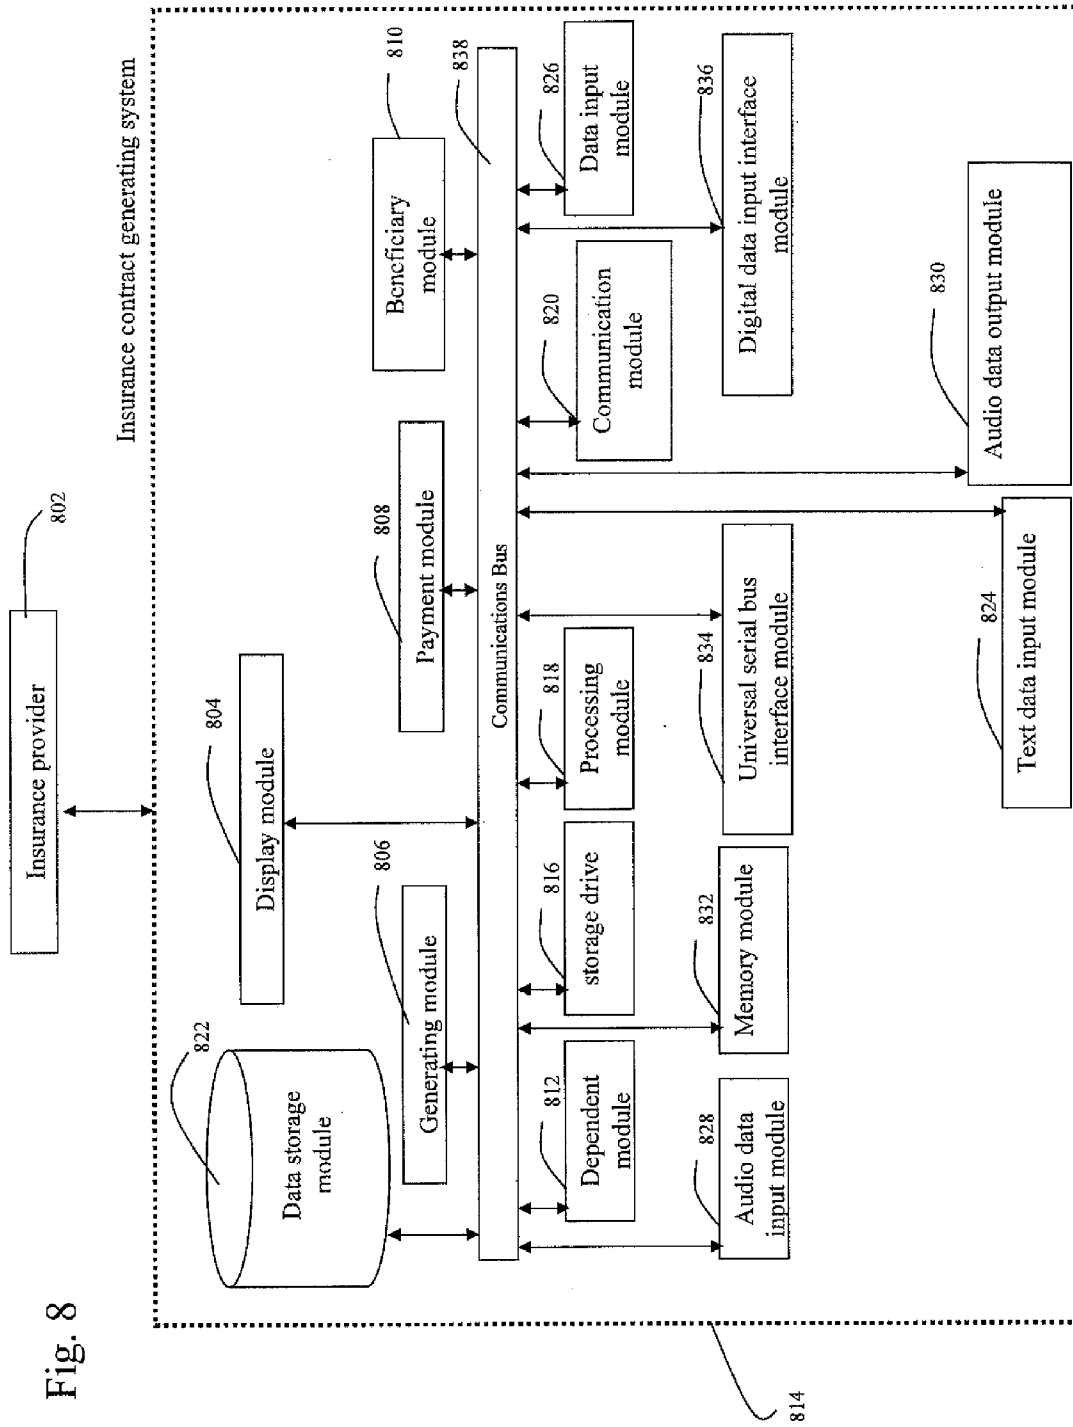 Fig. 8
Insurance provider
802
Insurance contract generating system
Data storage
module
822
Display module
804
Generating module
806
Payment module
808
Beneficiary
module
810
Communications Bus
838
Dependent
module
812
storage drive
816
Processing
module
818
Communication
module
820
Data input
module
826
Audio data
input module
828
Memory module
832
Universal serial bus
interface module
834
Digital data input interface
module
836
Text data input module
824
Audio data output module
830
814